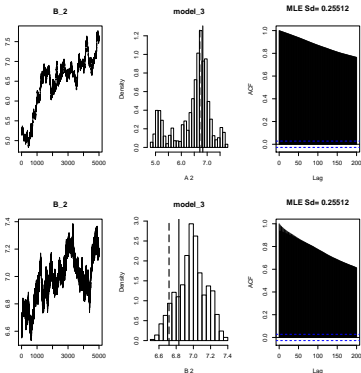 B_2
model_3
MLE Sd= 0.25512
5.0 5.5 6.0 6.5 7.0 7.5
0 1000 3000 5000
Density
0.0 0.2 0.4 0.6 0.8 1.0 1.2
5.0 6.0 7.0
A 2
ACF
0.0 0.2 0.4 0.6 0.8 1.0
0 50 100 150 200
Lag
B_2
model_3
MLE Sd= 0.25512
6.6 6.8 7.0 7.2 7.4
0 1000 3000 5000
Density
0.0 0.5 1.0 1.5 2.0 2.5 3.0
6.6 6.8 7.0 7.2 7.4
B 2
ACF
0.0 0.2 0.4 0.6 0.8 1.0
0 50 100 150 200
Lag